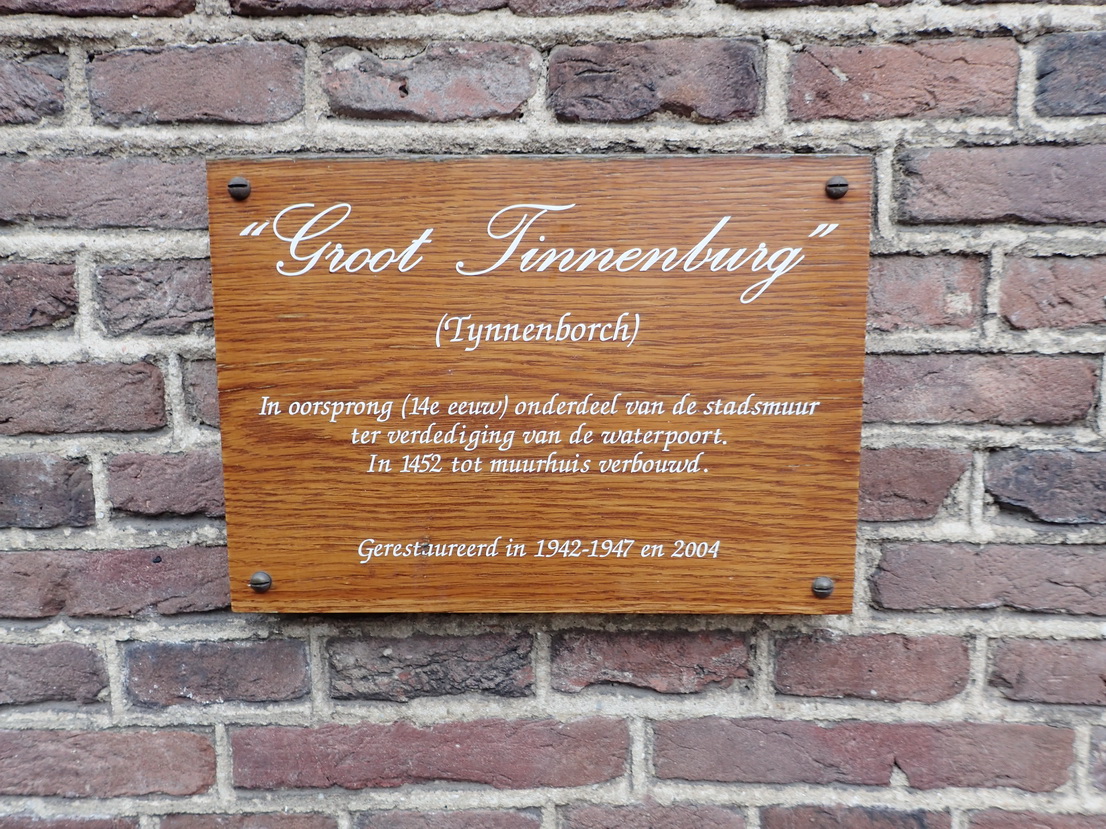 "Groot Tinnenburg"
(Tynnenborch)
In oorsprong (14e eeuw) onderdeel van de stadsmuur
ter verdediging van de waterpoort.
In 1452 tot muurhuis verbouwd.
Gerestaureerd in 1942-1947 en 2004